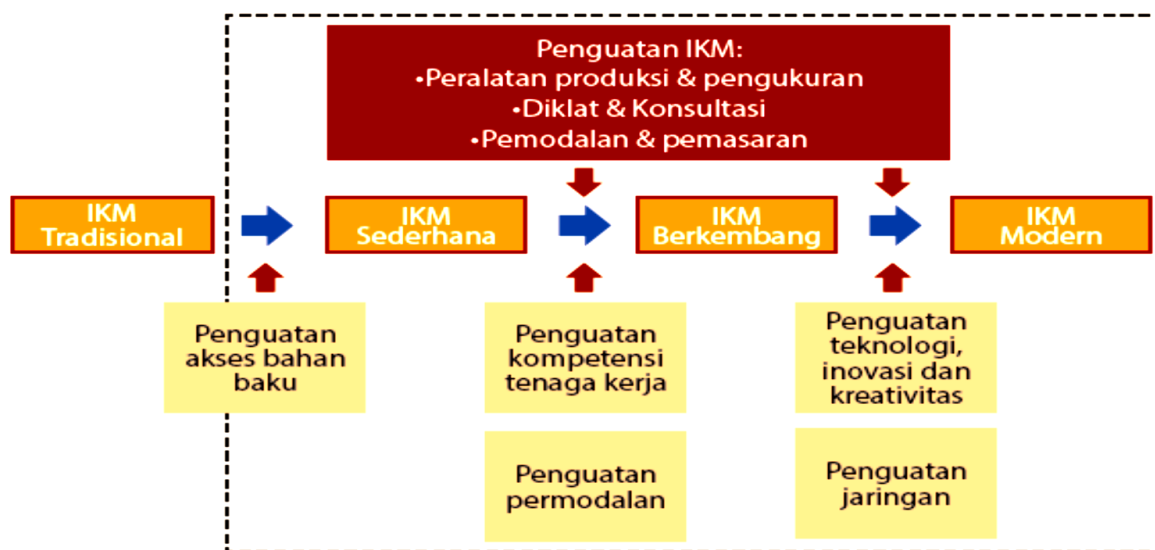 Penguatan IKM:
•Peralatan produksi & pengukuran
•Diklat & Konsultasi
•Pemodalan & pemasaran
IKM
Tradisional
IKM
Sederhana
IKM
Berkembang
IKM
Modern
Penguatan
akses bahan
baku
Penguatan
kompetensi
tenaga kerja
Penguatan
teknologi,
inovasi dan
kreativitas
Penguatan
permodalan
Penguatan
jaringan